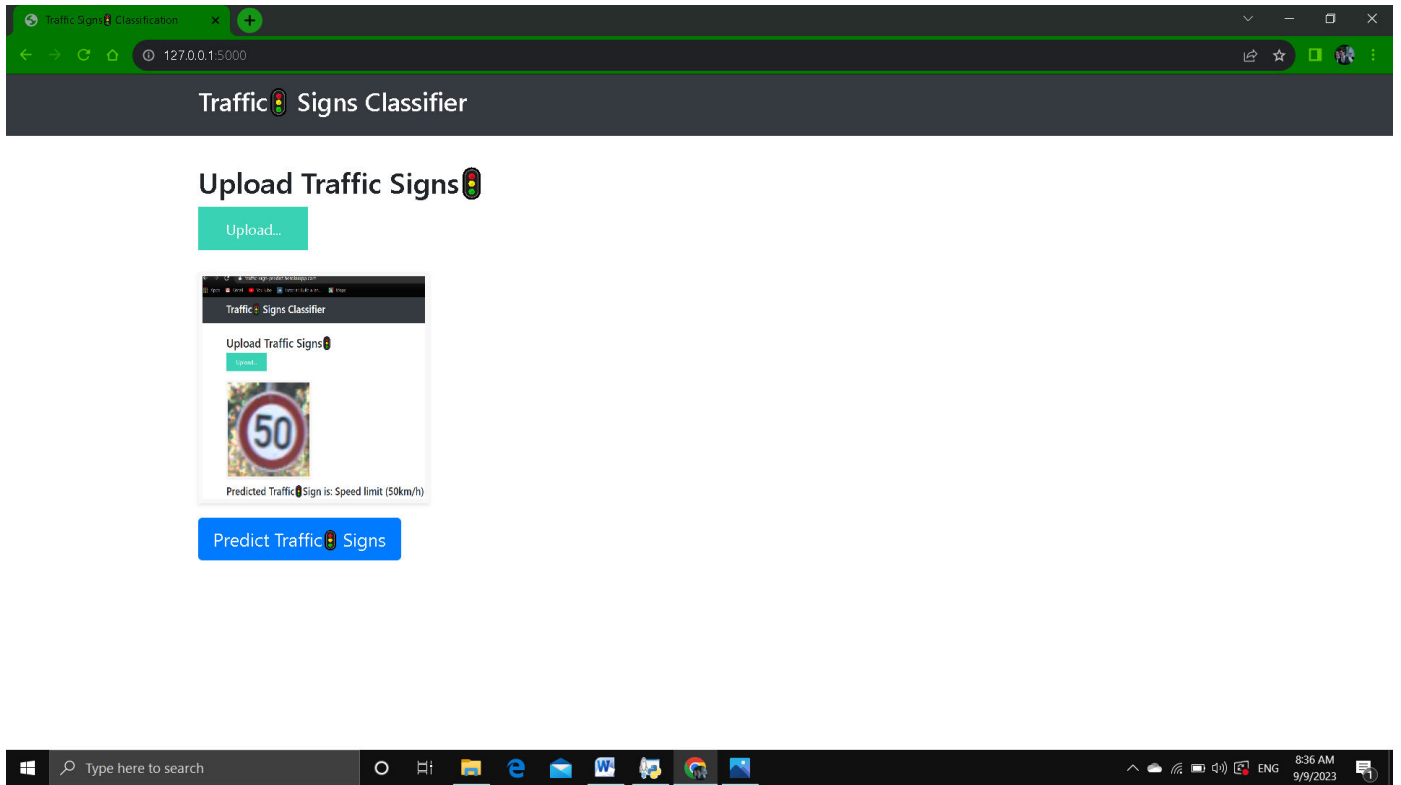 Traffic Signs🚦 Classification
127.0.0.1:5000
Traffic🚦 Signs Classifier
Upload Traffic Signs🚦
Upload...
Traffic🚦 Signs Classifier
Upload Traffic Signs🚦
Upload..
50
Predicted Traffic🚦Sign is: Speed limit (50km/h)
Predict Traffic🚦 Signs
Type here to search
ENG
8:36 AM
9/9/2023
1